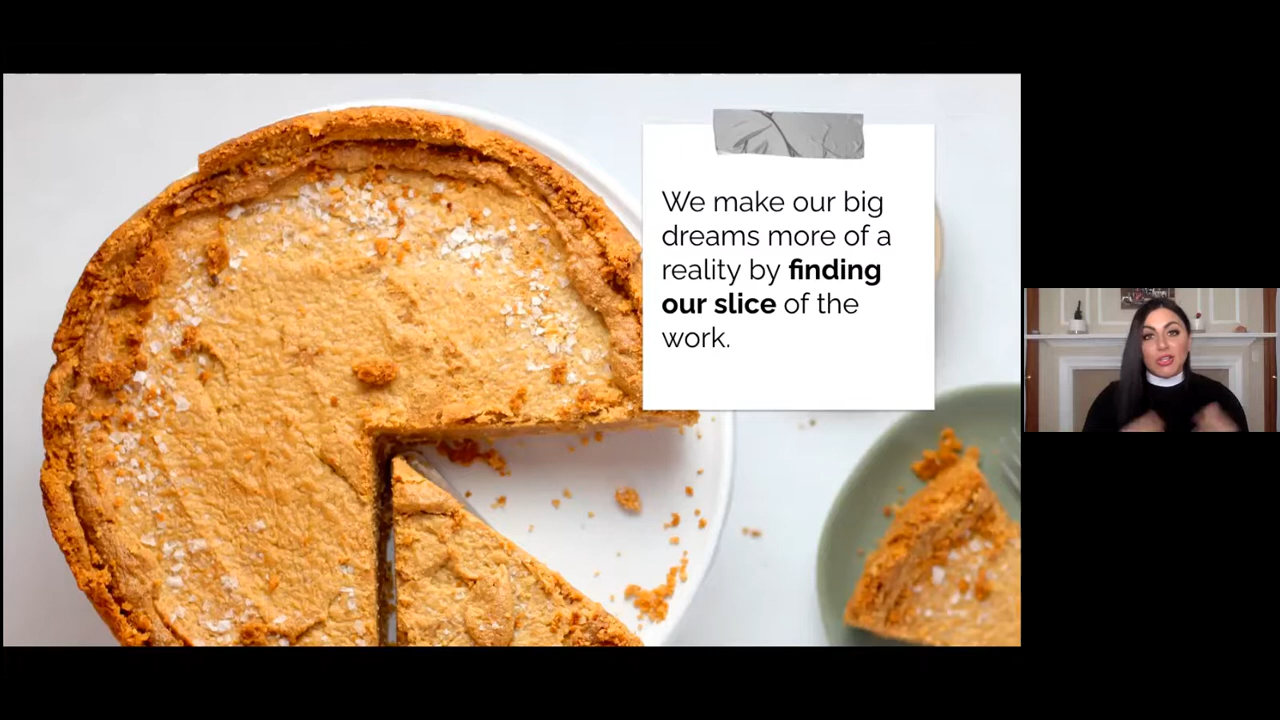 We make our big
dreams more of a
reality by finding
our slice of the
work.